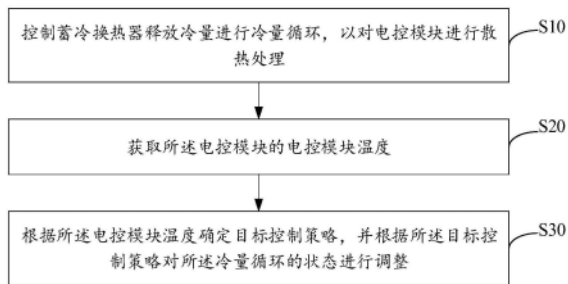 控制蓄冷换热器释放冷量进行冷量循环，以对电控模块进行散
热处理
S10
获取所述电控模块的电控模块温度
S20
根据所述电控模块温度确定目标控制策略，并根据所述目标控
制策略对所述冷量循环的状态进行调整
S30